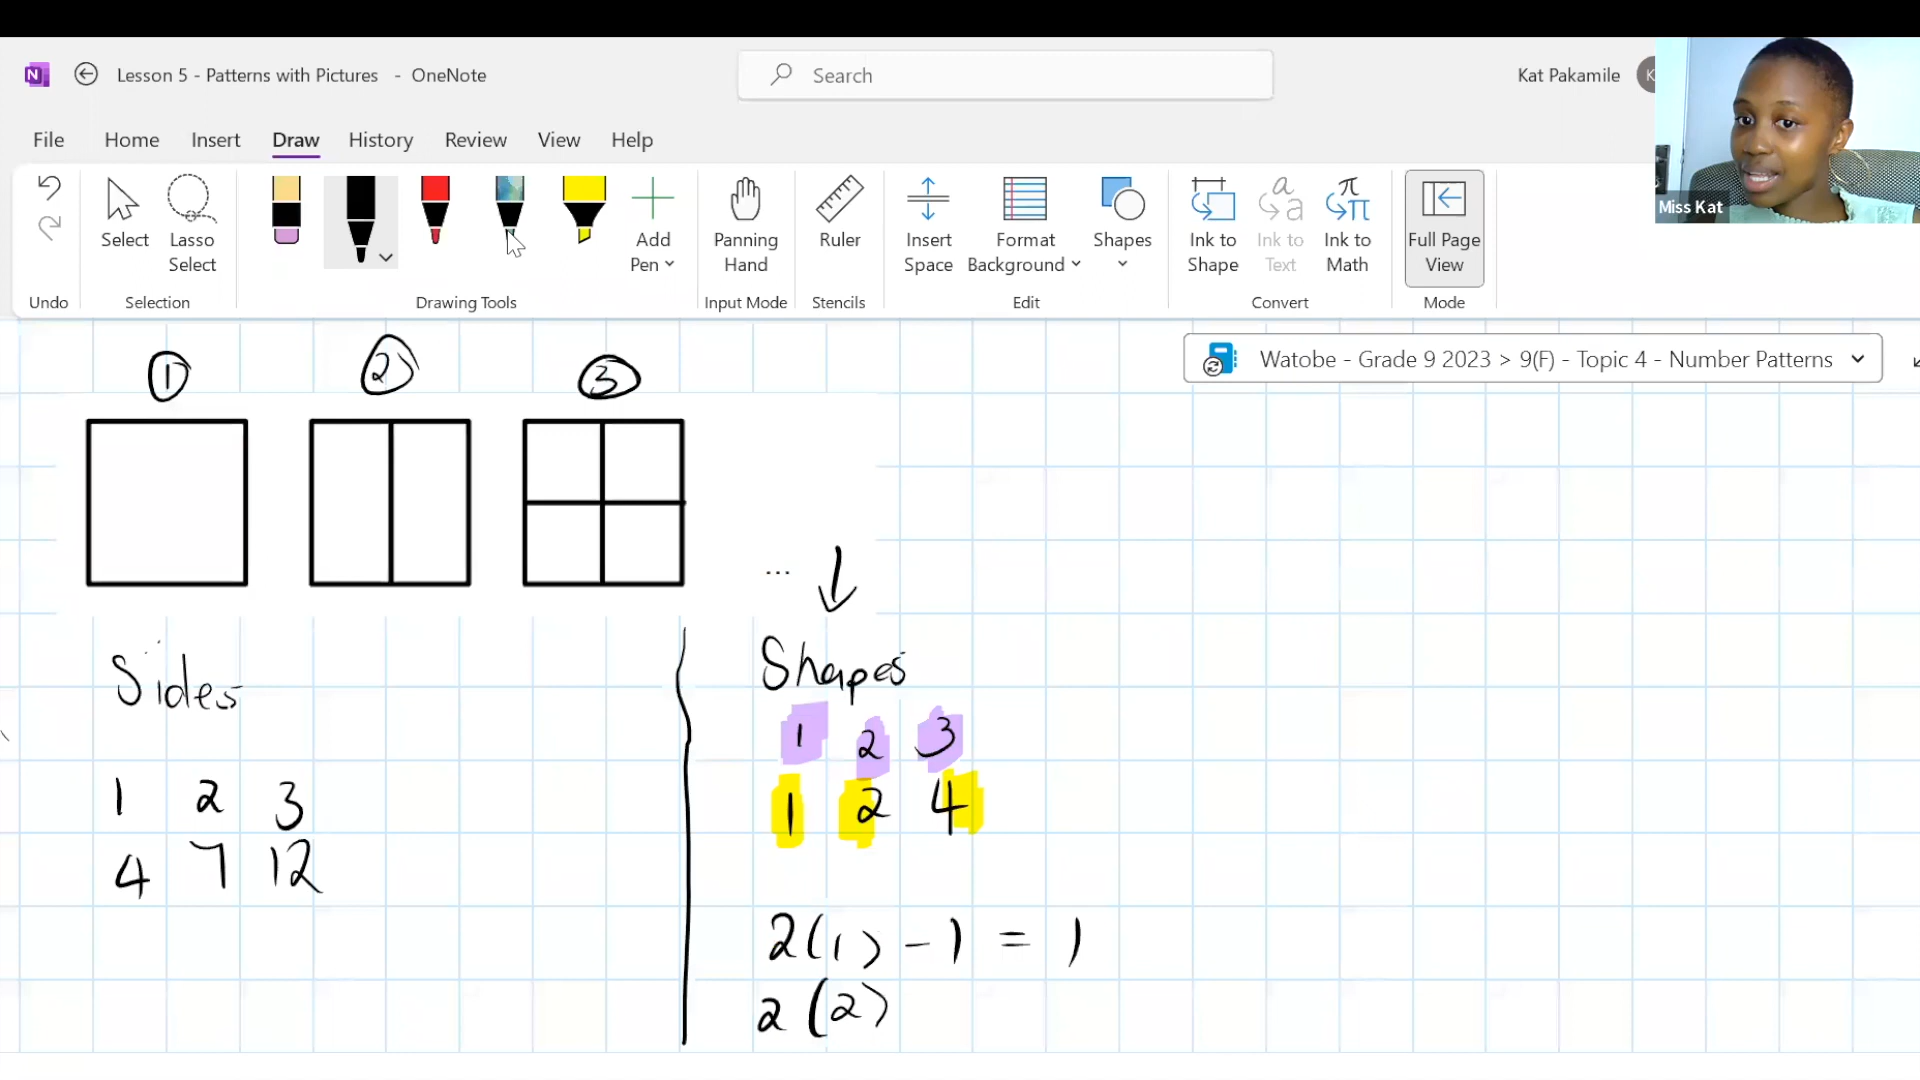 Lesson 5 - Patterns with Pictures - OneNote
Search
Kat Pakamile
K
File Home Insert Draw History Review View Help
Miss Kat
Select
Lasso Select
Add Pen
Panning Hand
Ruler
Insert Space
Format Background
Shapes
Ink to Shape
Ink to Text
Ink to Math
Full Page View
Undo
Selection
Drawing Tools
Input Mode
Stencils
Edit
Convert
Mode
Watobe - Grade 9 2023 > 9(F) - Topic 4 - Number Patterns
1 2 3
...
Sides
1 2 3
4 7 12
Shapes
1 2 3
1 2 4
2(1) - 1 = 1
2(2)